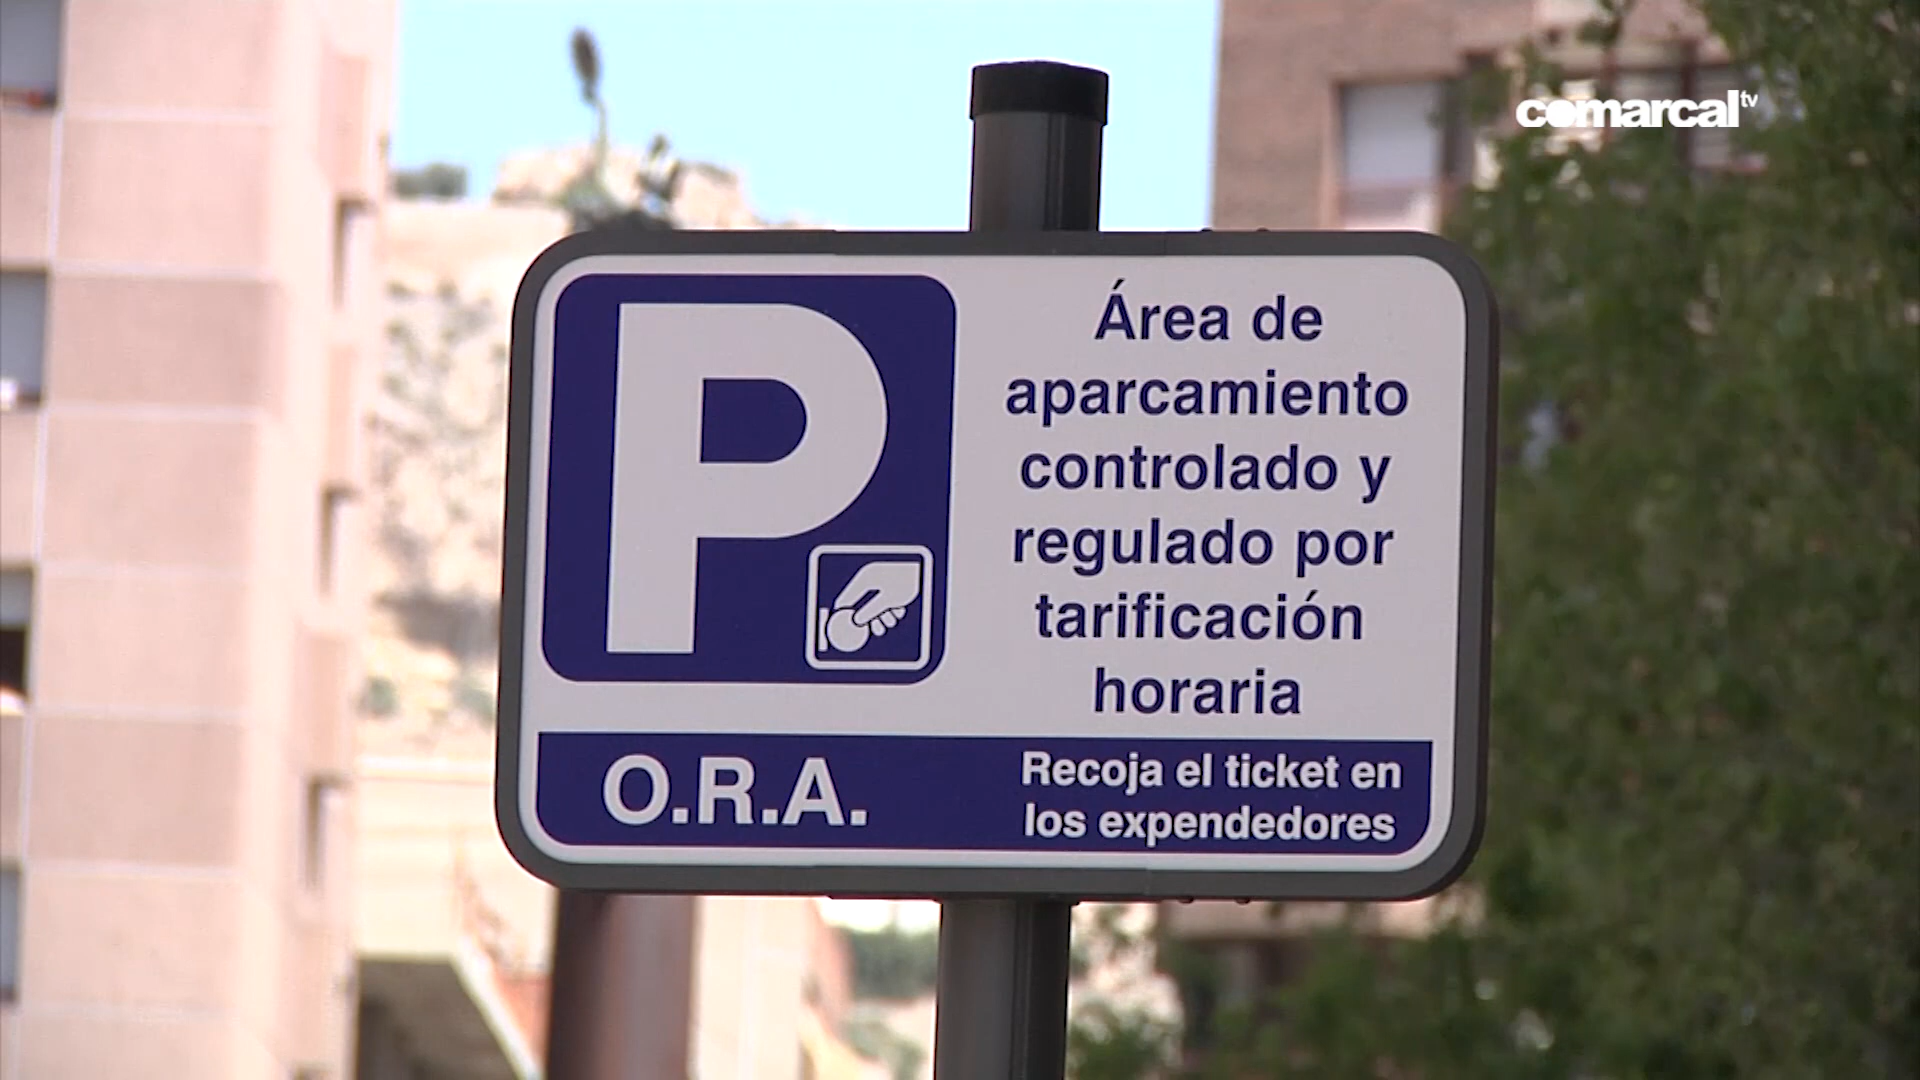 comarcal tv
P
Área de
aparcamiento
controlado y
regulado por
tarificación
horaria
O.R.A.
Recoja el ticket en
los expendedores